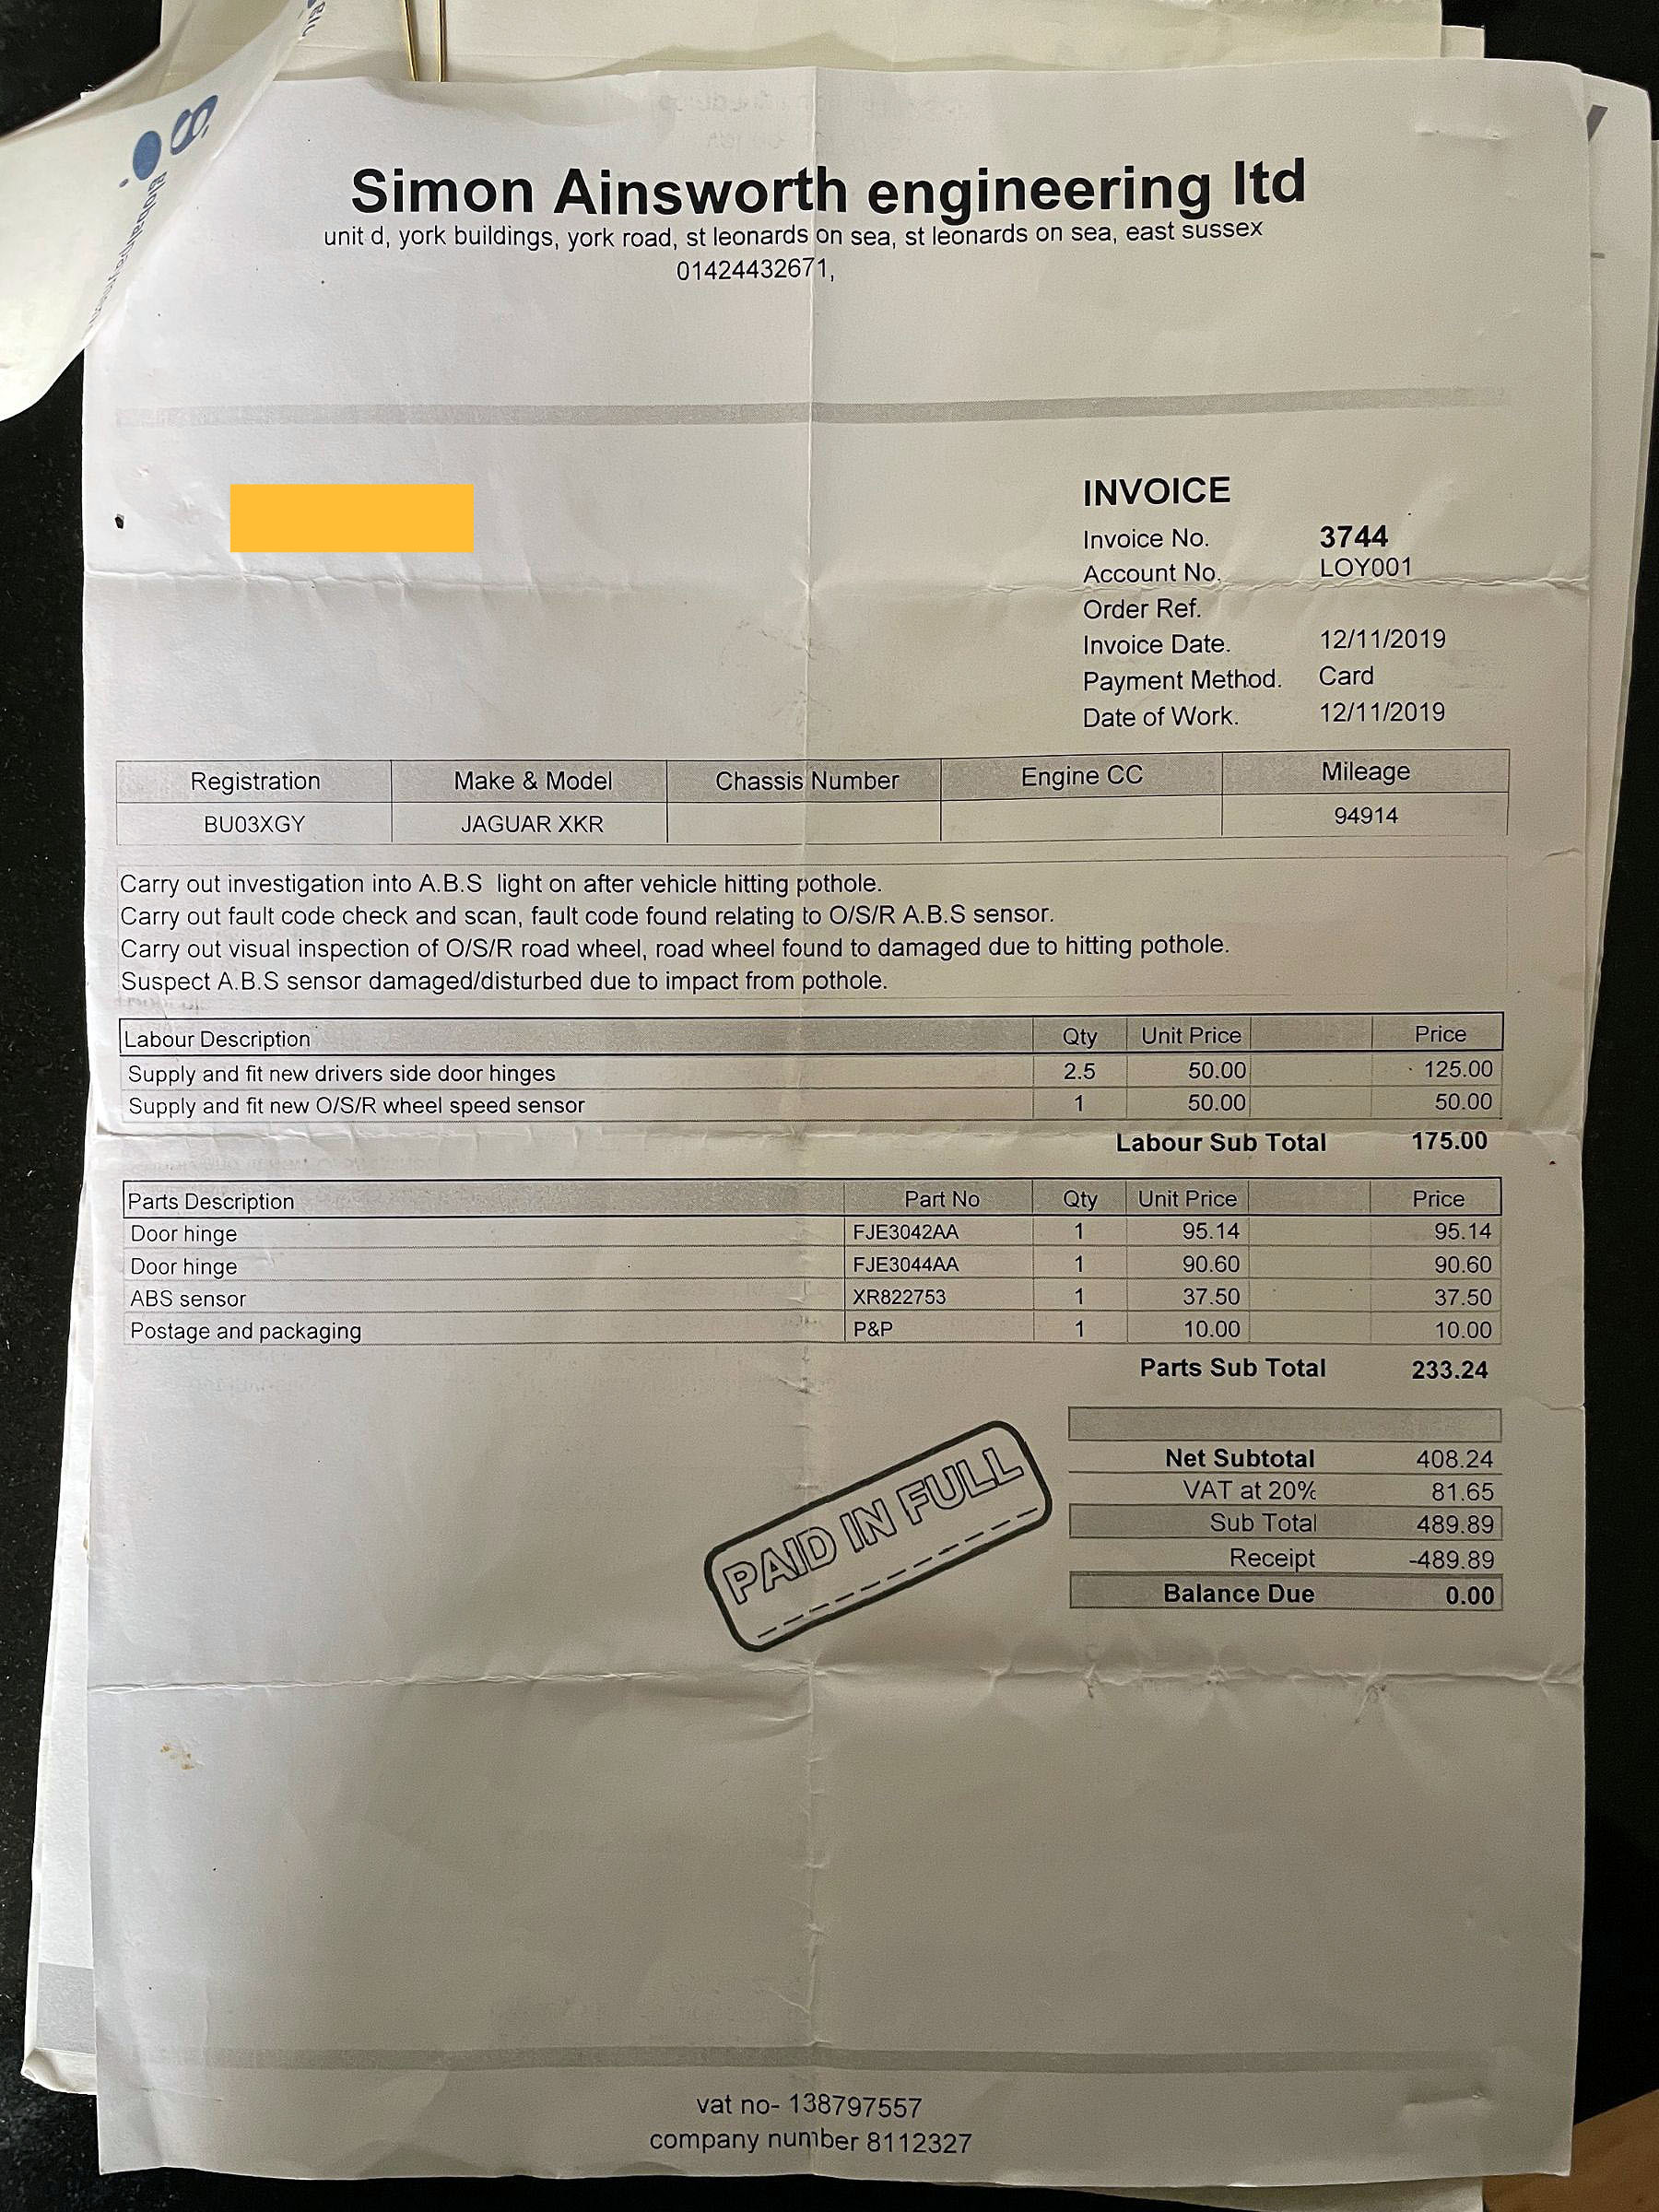 Simon Ainsworth engineering ltd
unit d, york buildings, york road, st leonards on sea, st leonards on sea, east sussex
01424432671,
INVOICE
Invoice No. 3744
Account No. LOY001
Order Ref.
Invoice Date. 12/11/2019
Payment Method. Card
Date of Work. 12/11/2019
Registration Make & Model Chassis Number Engine CC Mileage
BU03XGY JAGUAR XKR 94914
Carry out investigation into A.B.S light on after vehicle hitting pothole.
Carry out fault code check and scan, fault code found relating to O/S/R A.B.S sensor.
Carry out visual inspection of O/S/R road wheel, road wheel found to damaged due to hitting pothole.
Suspect A.B.S sensor damaged/disturbed due to impact from pothole.
Labour Description Qty Unit Price Price
Supply and fit new drivers side door hinges 2.5 50.00 125.00
Supply and fit new O/S/R wheel speed sensor 1 50.00 50.00
Labour Sub Total 175.00
Parts Description Part No Qty Unit Price Price
Door hinge FJE3042AA 1 95.14 95.14
Door hinge FJE3044AA 1 90.60 90.60
ABS sensor XR822753 1 37.50 37.50
Postage and packaging P&P 1 10.00 10.00
Parts Sub Total 233.24
Net Subtotal 408.24
VAT at 20% 81.65
Sub Total 489.89
Receipt -489.89
Balance Due 0.00
PAID IN FULL
vat no- 138797557
company number 8112327